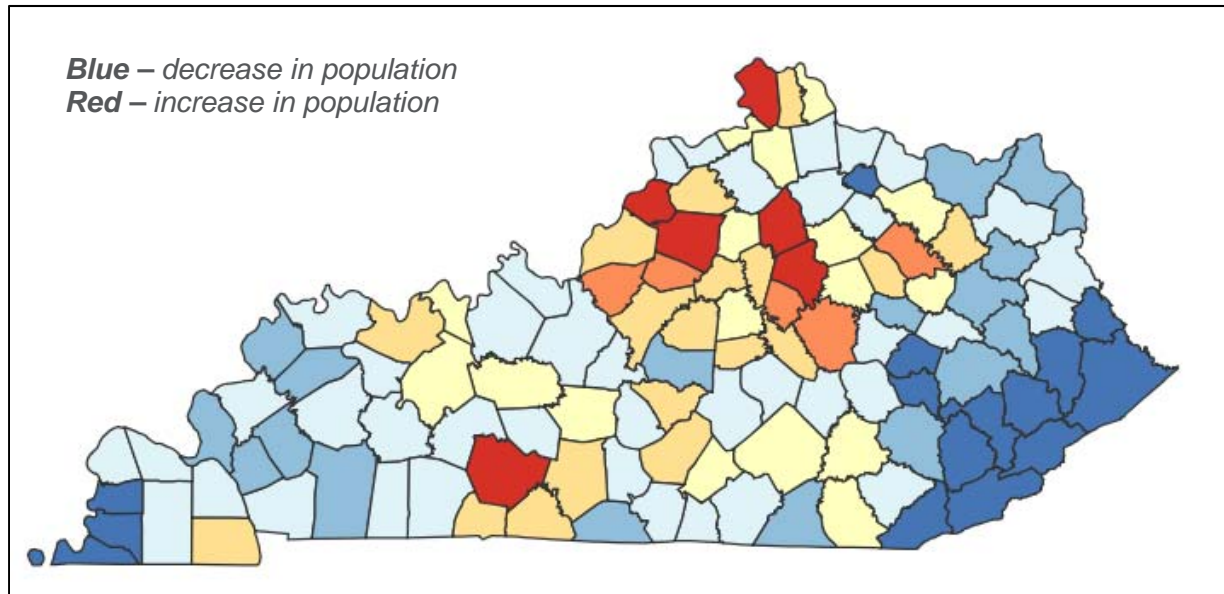 Blue – decrease in population
Red – increase in population